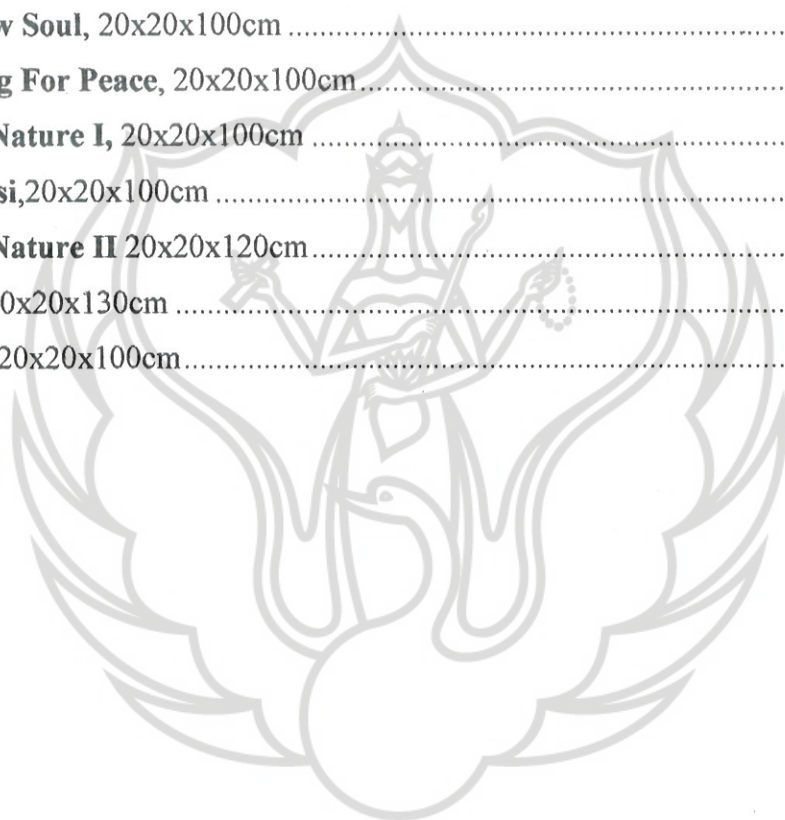 w Soul, 20x20x100cm ........................................................................
g For Peace, 20x20x100cm..............................................................
Nature I, 20x20x100cm .....................................................................
si,20x20x100cm ..................................................................................
Nature II 20x20x120cm.....................................................................
0x20x130cm ........................................................................................
20x20x100cm.......................................................................................